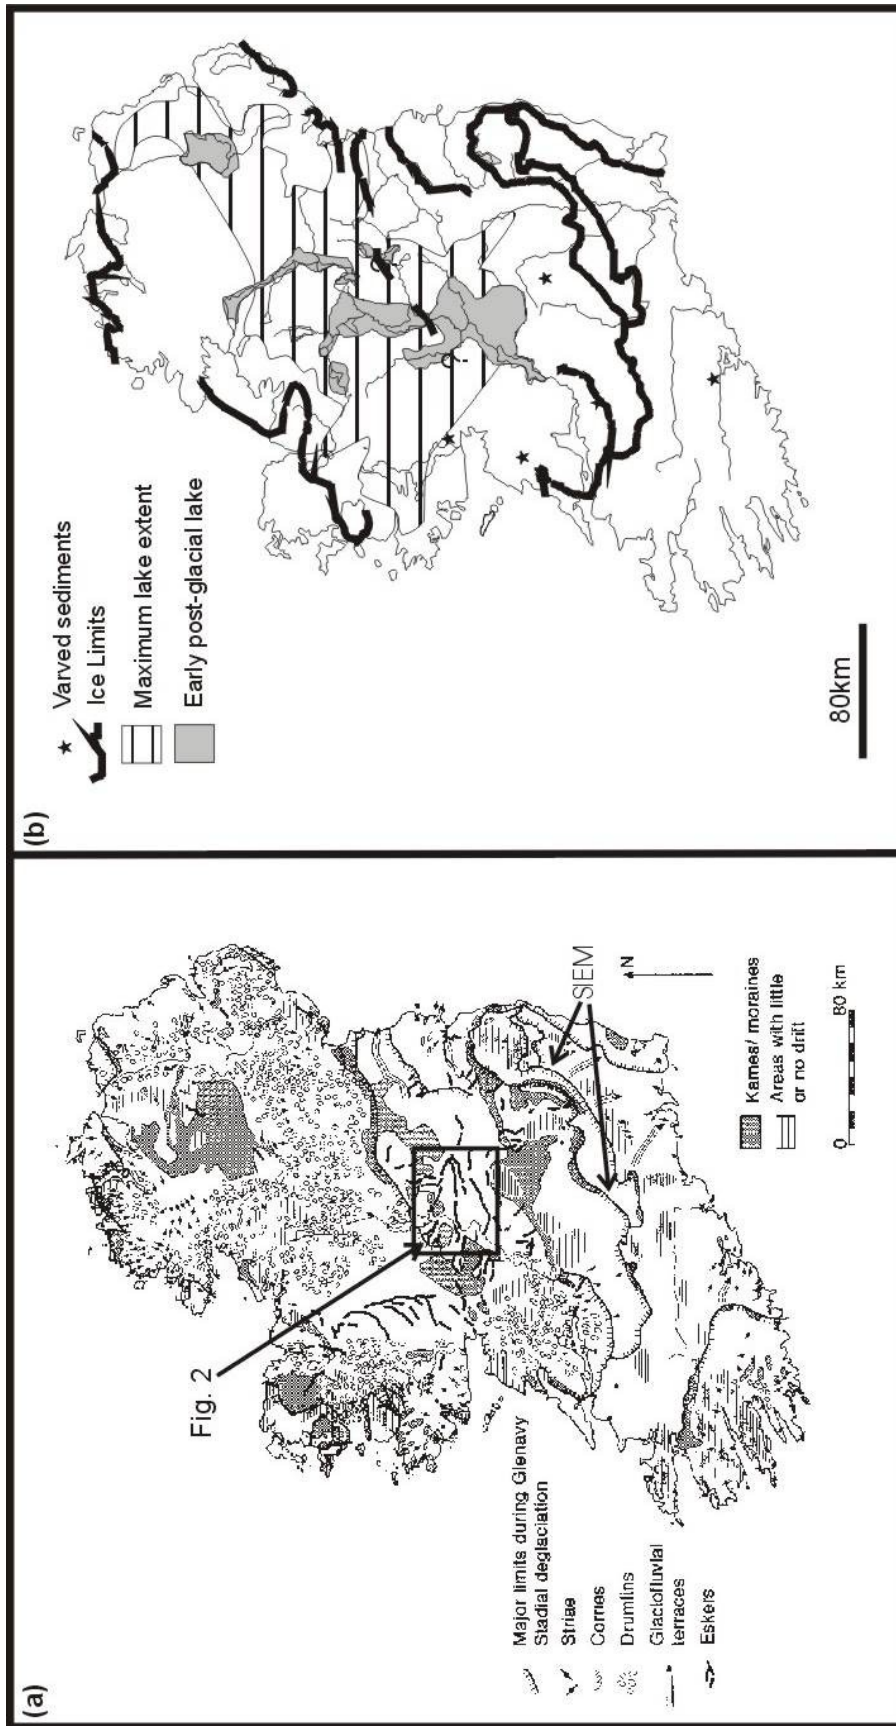 (a)
Fig. 2
Major limits during Glenavy
Stadial deglaciation
Striae
Corries
Drumlins
Glaciofluvial
terraces
Eskers
SIEM
N
Kames/ moraines
Areas with little
or no drift
0
80 km
(b)
Varved sediments
Ice Limits
Maximum lake extent
Early post-glacial lake
80km